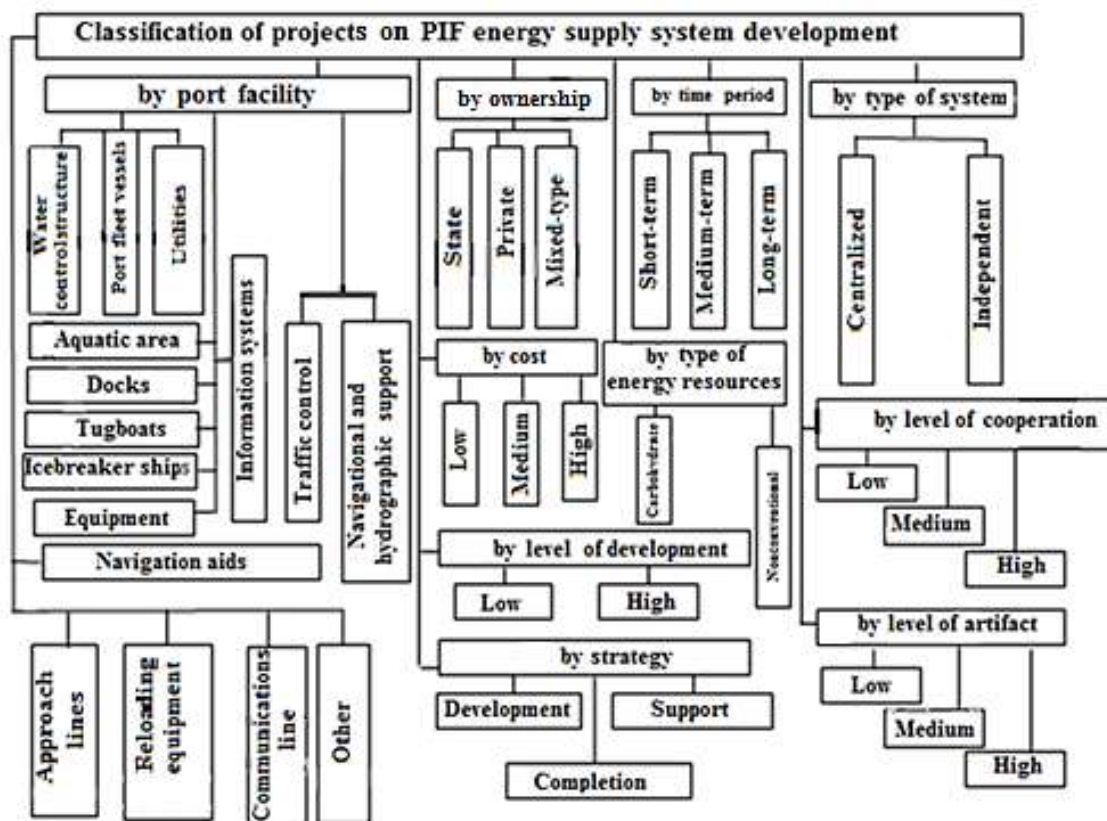 Classification of projects on PIF energy supply system development
by port facility
Water
controlstructure
Port fleet vessels
Utilities
Aquatic area
Docks
Tugboats
Icebreaker ships
Equipment
Navigation aids
Information systems
Traffic control
Navigational and
hydrographic support
Approach
lines
Reloading
equipment
Communications
line
Other
by ownership
State
Private
Mixed-type
by cost
Low
Medium
High
by level of development
Low
High
by strategy
Development
Support
Completion
by time period
Short-term
Medium-term
Long-term
by type of
energy resources
Carbohydrate
Nonconventional
by type of system
Centralized
Independent
by level of cooperation
Low
Medium
High
by level of artifact
Low
Medium
High